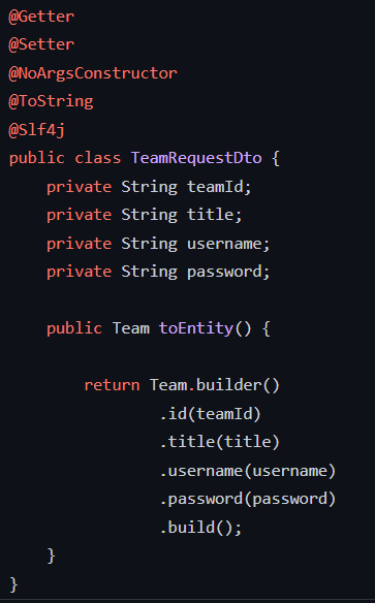 @Getter
@Setter
@NoArgsConstructor
@ToString
@Slf4j
public class TeamRequestDto {
    private String teamId;
    private String title;
    private String username;
    private String password;

    public Team toEntity() {

        return Team.builder()
                .id(teamId)
                .title(title)
                .username(username)
                .password(password)
                .build();
    }
}